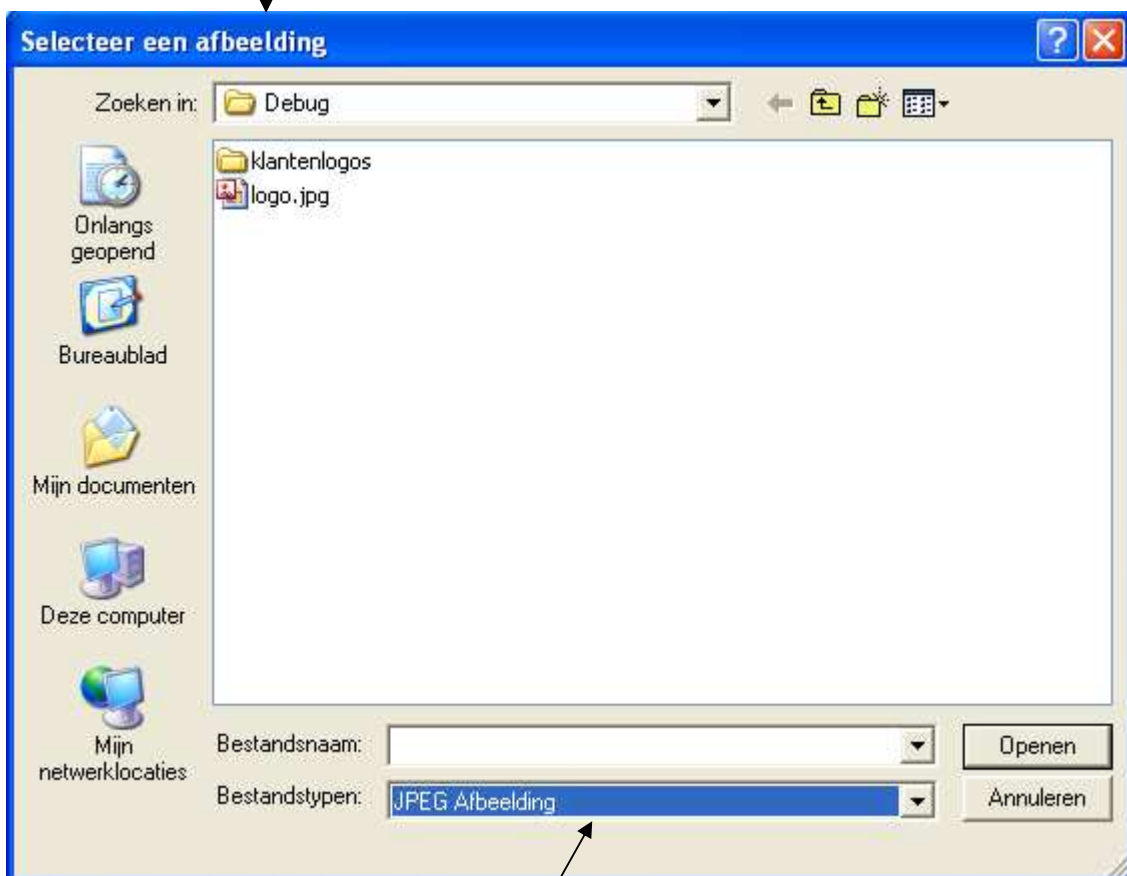 Selecteer een afbeelding
Zoeken in: Debug
klantenlogos
logo.jpg
Onlangs
geopend
Bureaublad
Mijn documenten
Deze computer
Mijn
netwerklocaties
Bestandsnaam:
Openen
Bestandstypen: JPEG Afbeelding
Annuleren